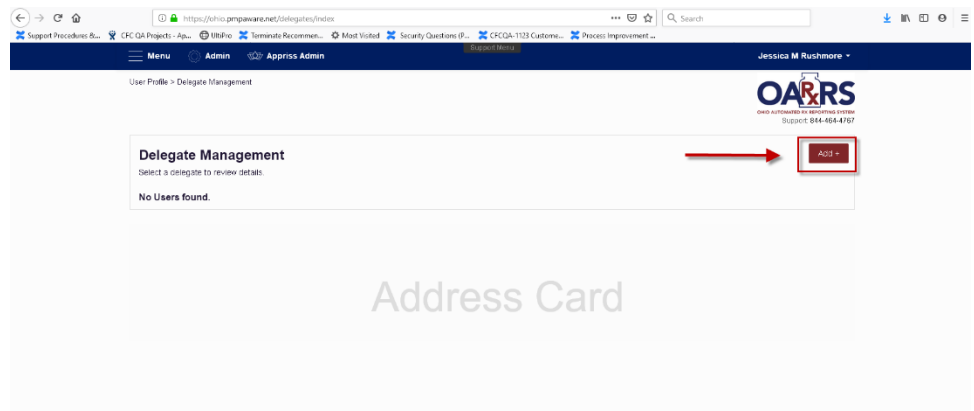 https://ohio.pmpaware.net/delegates/index
Search
Support Procedures &... CFC QA Projects - Ap... UltiPro Terminate Recommen... Most Visited Security Questions (P... CFCQA-1123 Custome... Process Improvement ...
Support Menu
Menu Admin Appriss Admin Jessica M Rushmore
User Profile > Delegate Management
OARRS
OHIO AUTOMATED RX REPORTING SYSTEM
Support: 844-464-4767
Delegate Management
Add +
Select a delegate to review details.
No Users found.
Address Card